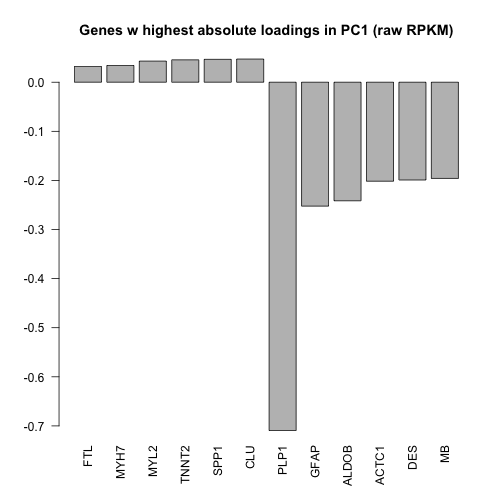 Genes w highest absolute loadings in PC1 (raw RPKM)
0.0
-0.1
-0.2
-0.3
-0.4
-0.5
-0.6
-0.7
FTL
MYH7
MYL2
TNNT2
SPP1
CLU
PLP1
GFAP
ALDOB
ACTC1
DES
MB